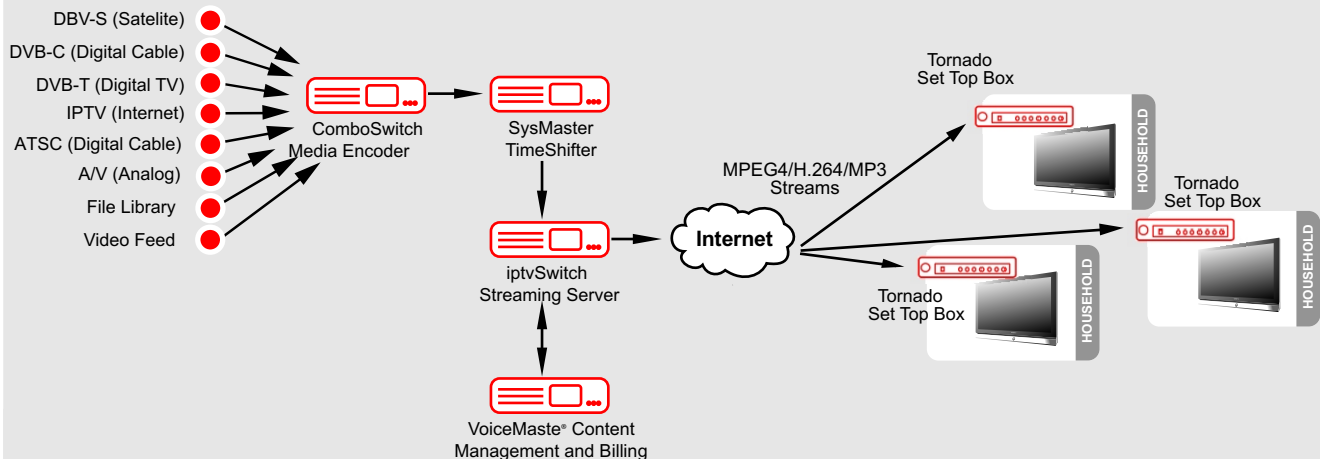 DBV-S (Satelite)
DVB-C (Digital Cable)
DVB-T (Digital TV)
IPTV (Internet)
ATSC (Digital Cable)
A/V (Analog)
File Library
Video Feed
ComboSwitch
Media Encoder
SysMaster
TimeShifter
iptvSwitch
Streaming Server
VoiceMaste® Content
Management and Billing
Internet
MPEG4/H.264/MP3
Streams
Tornado
Set Top Box
HOUSEHOLD
Tornado
Set Top Box
HOUSEHOLD
Tornado
Set Top Box
HOUSEHOLD